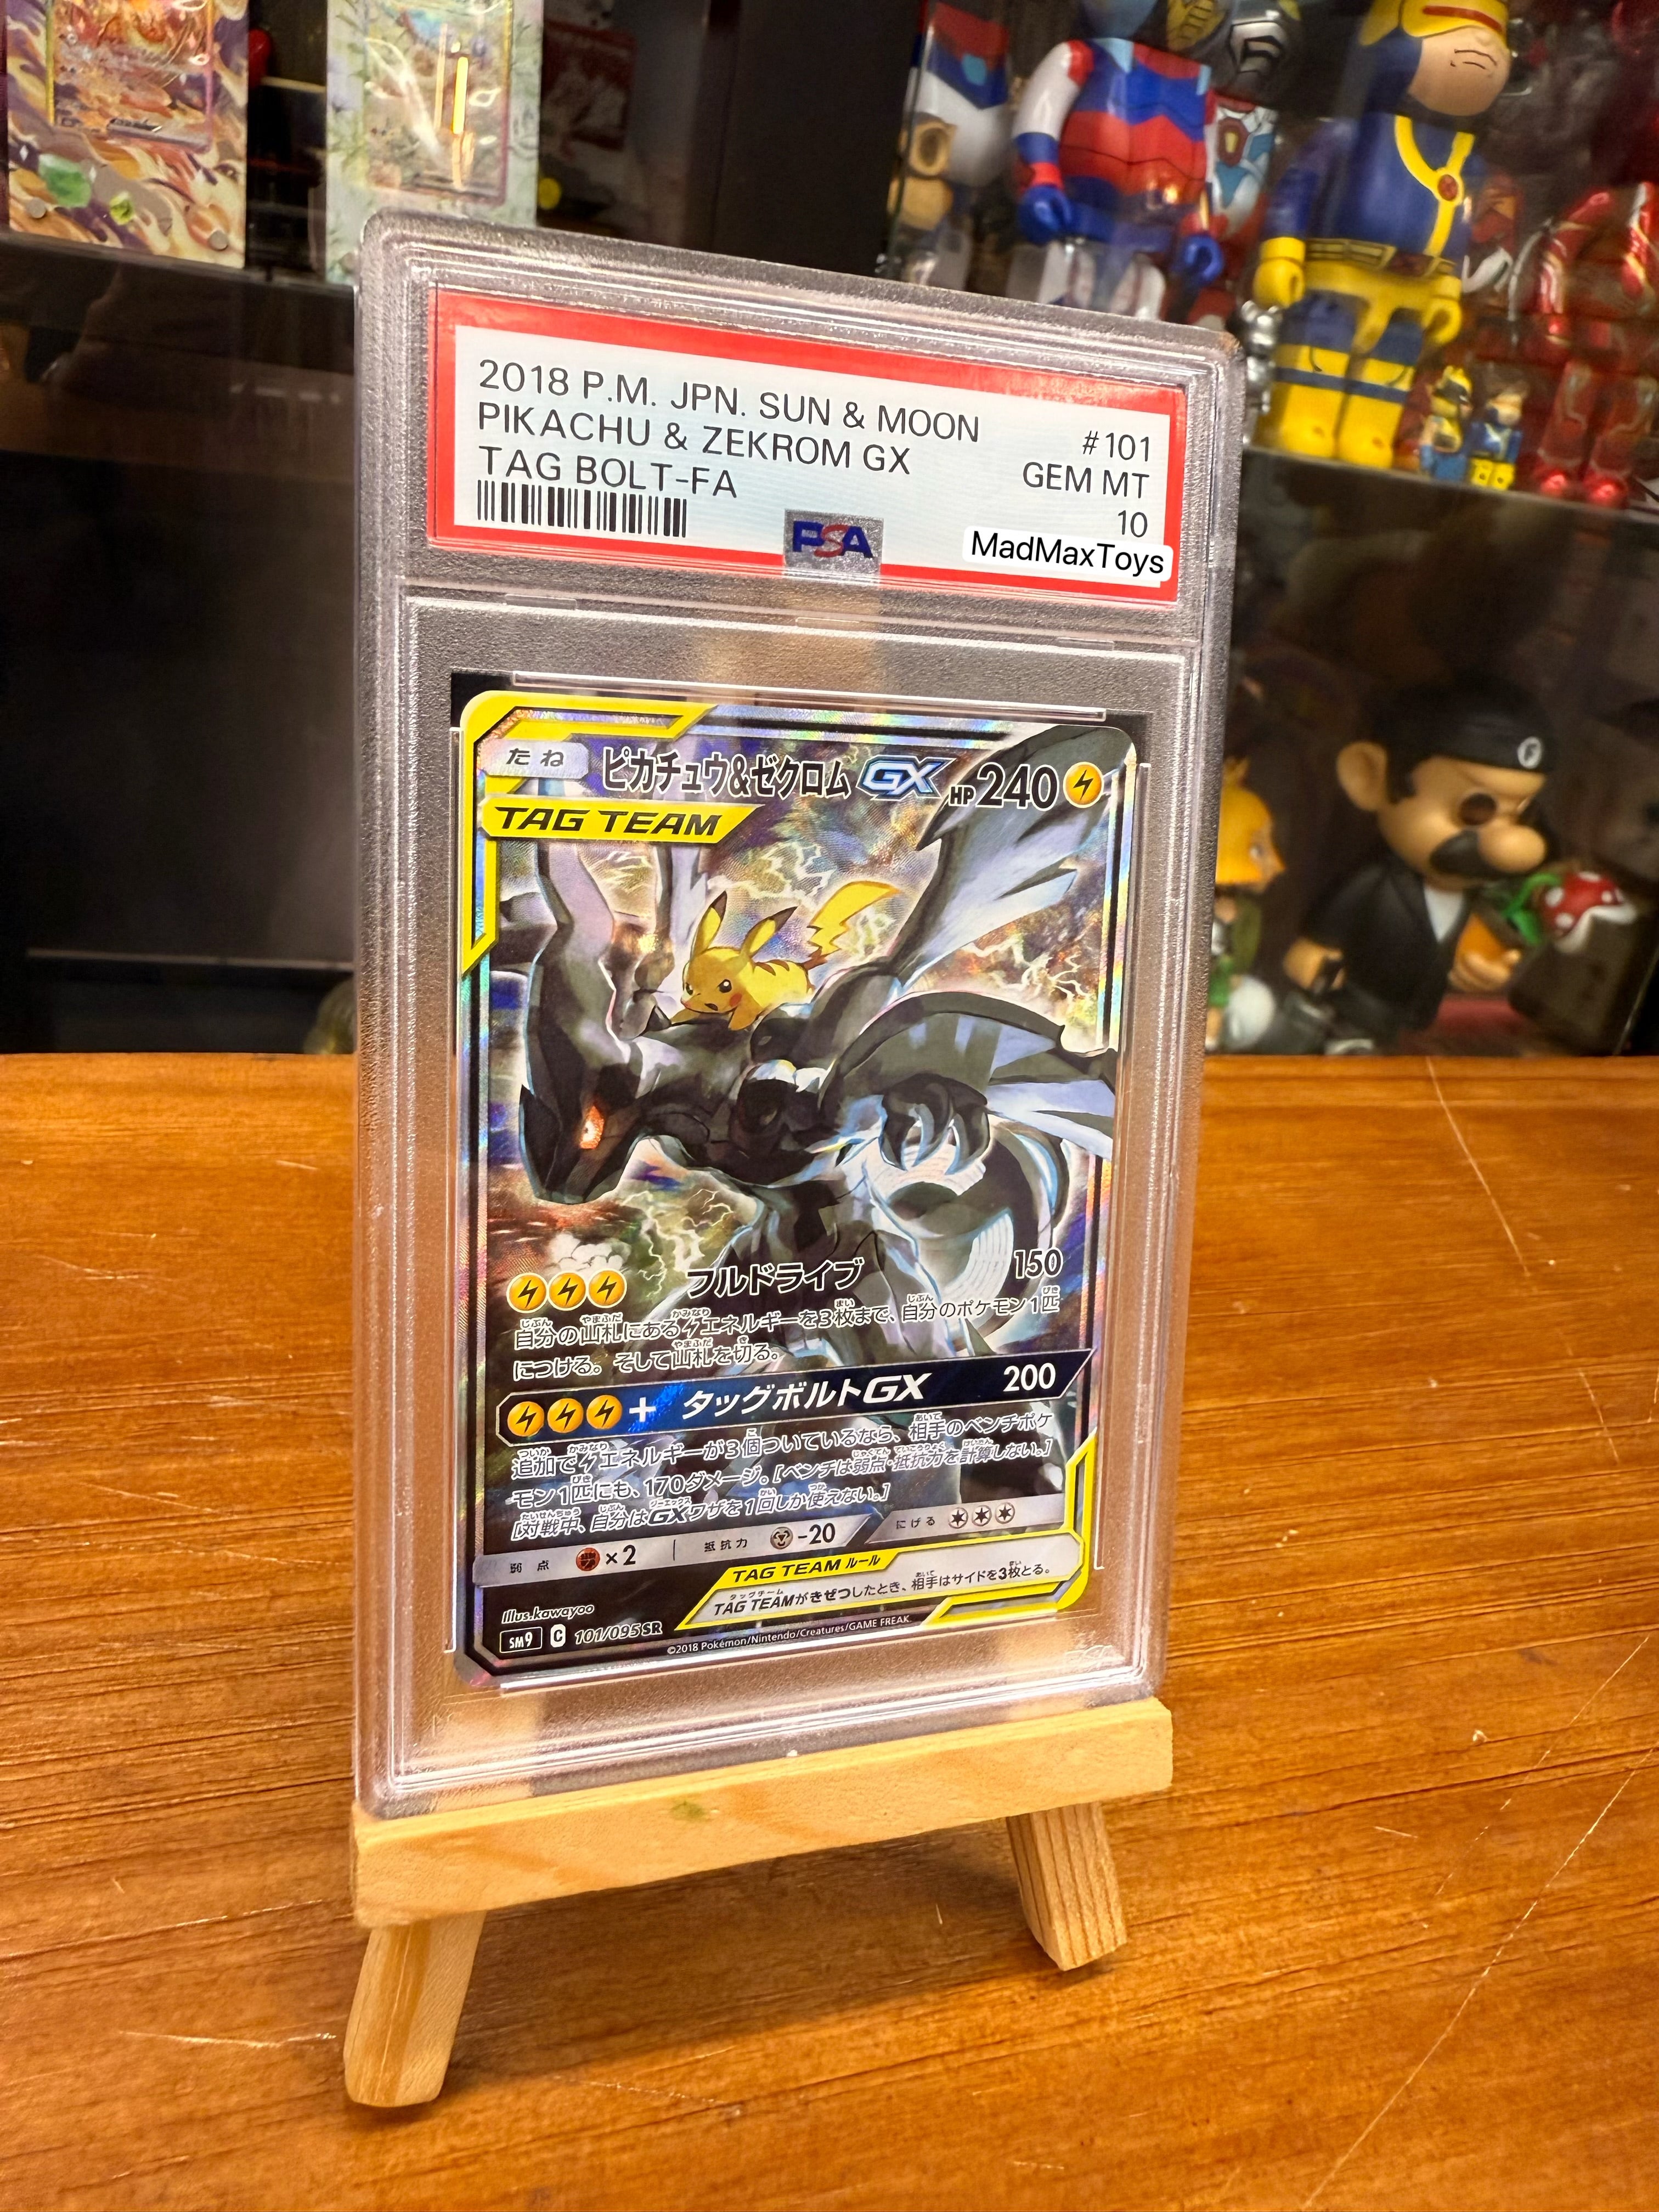 2018 P.M. JPN. SUN & MOON
#101
PIKACHU & ZEKROM GX
GEM MT
TAG BOLT-FA
10
PSA
MadMaxToys
たね
ピカチュウ&ゼクロムGX
HP240
TAG TEAM
フルドライブ
150
自分の山札にある エネルギーを3枚まで、自分のポケモン1匹
につける。そして山札を切る。
+ タッグボルトGX
200
追加で エネルギーが3個ついているなら、相手のベンチポケ
モン1匹にも、170ダメージ。[ベンチは弱点・抵抗力を計算しない。]
[対戦中、自分はGXワザを1回しか使えない。]
弱点 ×2
抵抗力 -20
にげる
TAG TEAM ルール
TAG TEAMがきぜつしたとき、相手はサイドを3枚とる。
Illus.kawayoo
sm9 C 101/095 SR
©2018 Pokémon/Nintendo/Creatures/GAME FREAK.